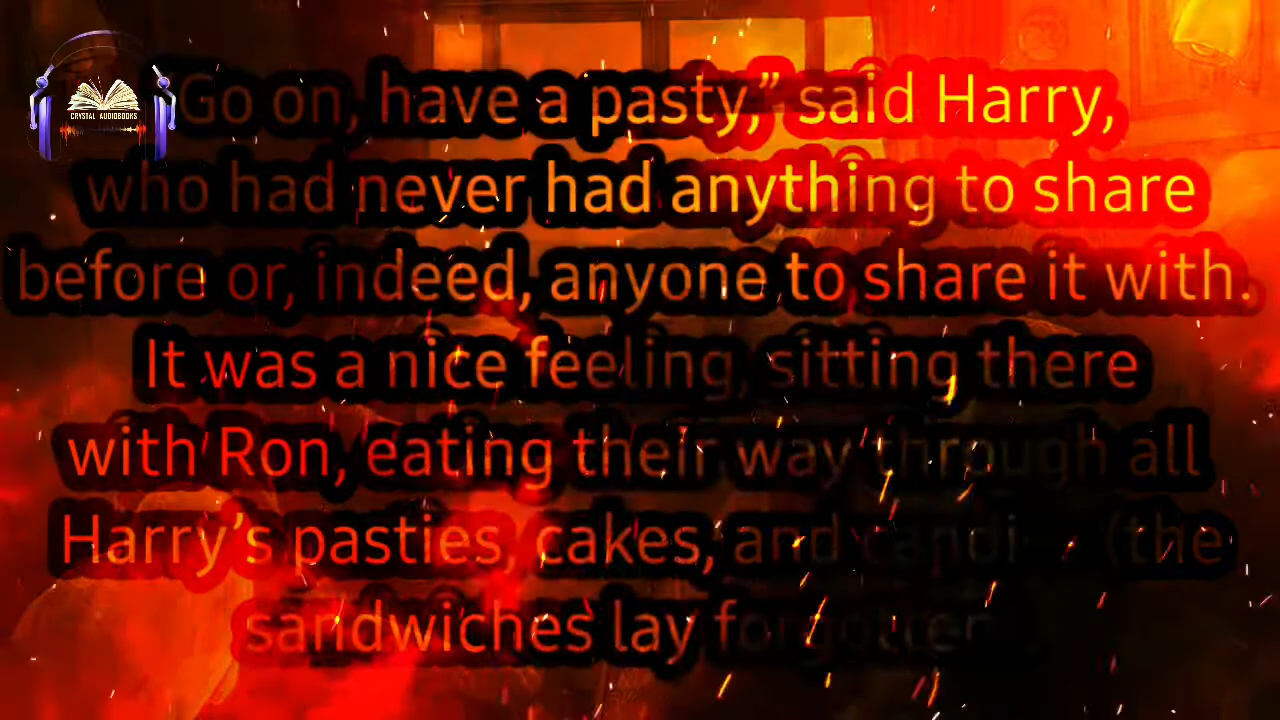 CRYSTAL AUDIOBOOKS
“Go on, have a pasty,” said Harry,
who had never had anything to share
before or, indeed, anyone to share it with.
It was a nice feeling, sitting there
with Ron, eating their way through all
Harry’s pasties, cakes, and (the
sandwiches lay forgotten